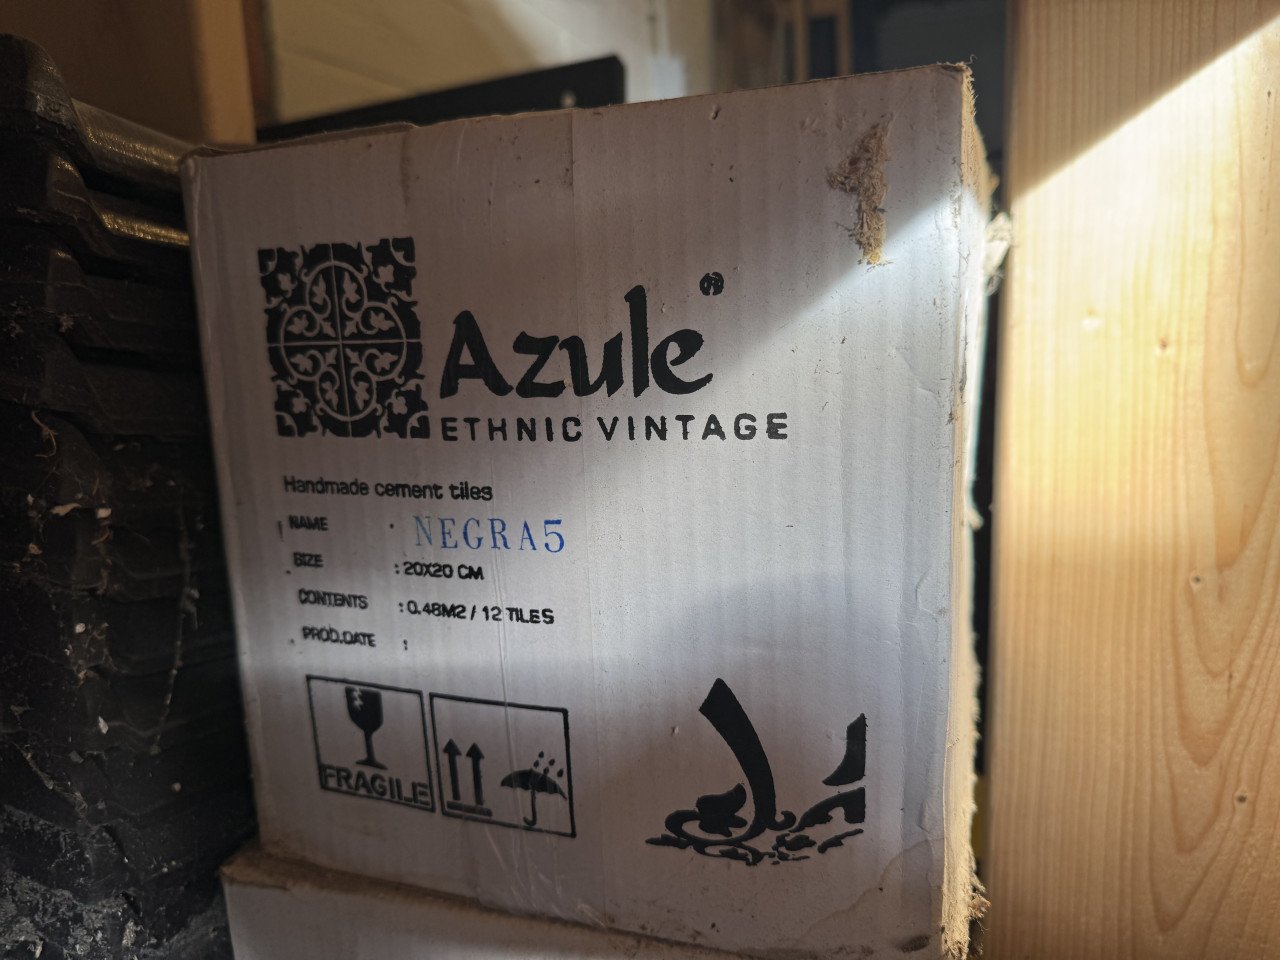 Azule®
ETHNIC VINTAGE
Handmade cement tiles
NAME : NEGRA5
SIZE : 20X20 CM
CONTENTS : 0.48M2 / 12 TILES
PROD.DATE :
FRAGILE